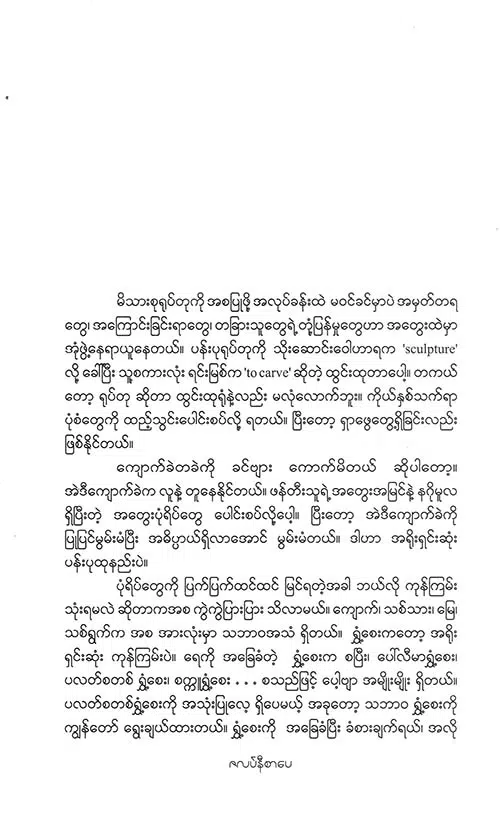 မိသားစုရုပ်တုကို အစပြုဖို့ အလုပ်ခန်းထဲ မဝင်ခင်မှာပဲ အမှတ်တရ
တွေ၊ အကြောင်းခြင်းရာတွေ၊ တခြားသူတွေရဲ့တုံ့ပြန်မှုတွေဟာ အတွေးထဲမှာ
အုံဖွဲ့နေရာယူနေတယ်။ ပန်းပုရုပ်တုကို သိုးဆောင်းဝေါဟာရက 'sculpture'
လို့ ခေါ်ပြီး သူ့စကားလုံး ရင်းမြစ်က 'to carve' ဆိုတဲ့ ထွင်းထုတာပေါ့။ တကယ်
တော့ ရုပ်တု ဆိုတာ ထွင်းထုရုံနဲ့လည်း မလုံလောက်ဘူး။ ကိုယ်နှစ်သက်ရာ
ပုံစံတွေကို ထည့်သွင်းပေါင်းစပ်လို့ ရတယ်။ ပြီးတော့ ရှာဖွေတွေ့ရှိခြင်းလည်း
ဖြစ်နိုင်တယ်။
ကျောက်ခဲတခဲကို ခင်ဗျား ကောက်မိတယ် ဆိုပါတော့။
အဲဒီကျောက်ခဲက လူနဲ့ တူနေနိုင်တယ်။ ဖန်တီးသူရဲ့အတွေးအမြင်နဲ့ နဂိုမူလ
ရှိပြီးတဲ့ အတွေးပုံရိပ်တွေ ပေါင်းစပ်လို့ပေါ့။ ပြီးတော့ အဲဒီကျောက်ခဲကို
ပြုပြင်မွမ်းမံပြီး အဓိပ္ပာယ်ရှိလာအောင် မွမ်းမံတယ်။ ဒါဟာ အရိုးရှင်းဆုံး
ပန်းပုထုနည်းပဲ။
ပုံရိပ်တွေကို ပြက်ပြက်ထင်ထင် မြင်ရတဲ့အခါ ဘယ်လို ကုန်ကြမ်း
သုံးရမလဲ ဆိုတာကအစ ကွဲကွဲပြားပြား သိလာမယ်။ ကျောက်၊ သစ်သား၊ မြေ၊
သစ်ရွက်က အစ အားလုံးမှာ သဘာဝအသံ ရှိတယ်။ ရွှံ့စေးကတော့ အရိုး
ရှင်းဆုံး ကုန်ကြမ်းပဲ။ ရေကို အခြေခံတဲ့ ရွှံ့စေးက စပြီး၊ ပေါ်လီမာရွှံ့စေး၊
ပလတ်စတစ် ရွှံ့စေး၊ စက္ကူရွှံ့စေး . . . စသည်ဖြင့် ပေါ့ဗျာ အမျိုးမျိုး ရှိတယ်။
ပလတ်စတစ်ရွှံ့စေးကို အသုံးပြုလေ့ ရှိပေမယ့် အခုတော့ သဘာဝ ရွှံ့စေးကို
ကျွန်တော် ရွေးချယ်ထားတယ်။ ရွှံ့စေးကို အခြေခံပြီး ခံစားချက်ရယ်၊ အလို
ဇလပ်နီစာပေ